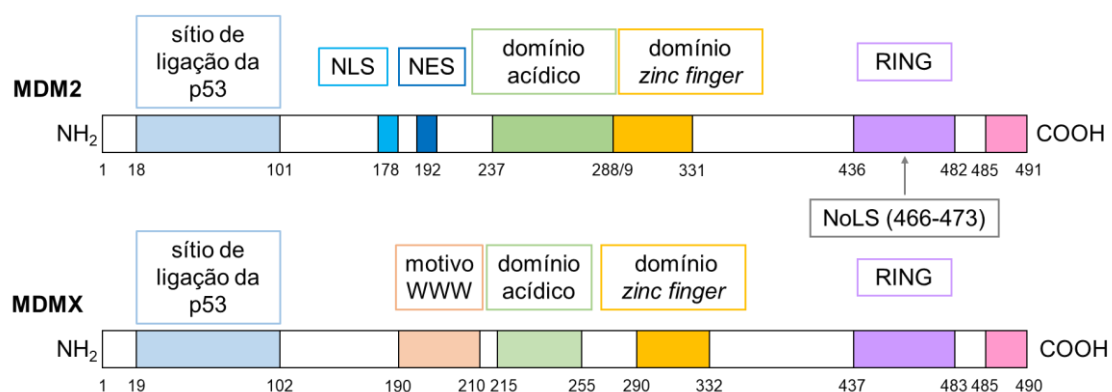 sítio de
ligação da
p53
NLS
NES
domínio
acídico
domínio
zinc finger
RING
MDM2
NH2
COOH
1 18 101 178 192 237 288/9 331 436 482 485 491
NoLS (466-473)
sítio de
ligação da
p53
motivo
WWW
domínio
acídico
domínio
zinc finger
RING
MDMX
NH2
COOH
1 19 102 190 210 215 255 290 332 437 483 485 490